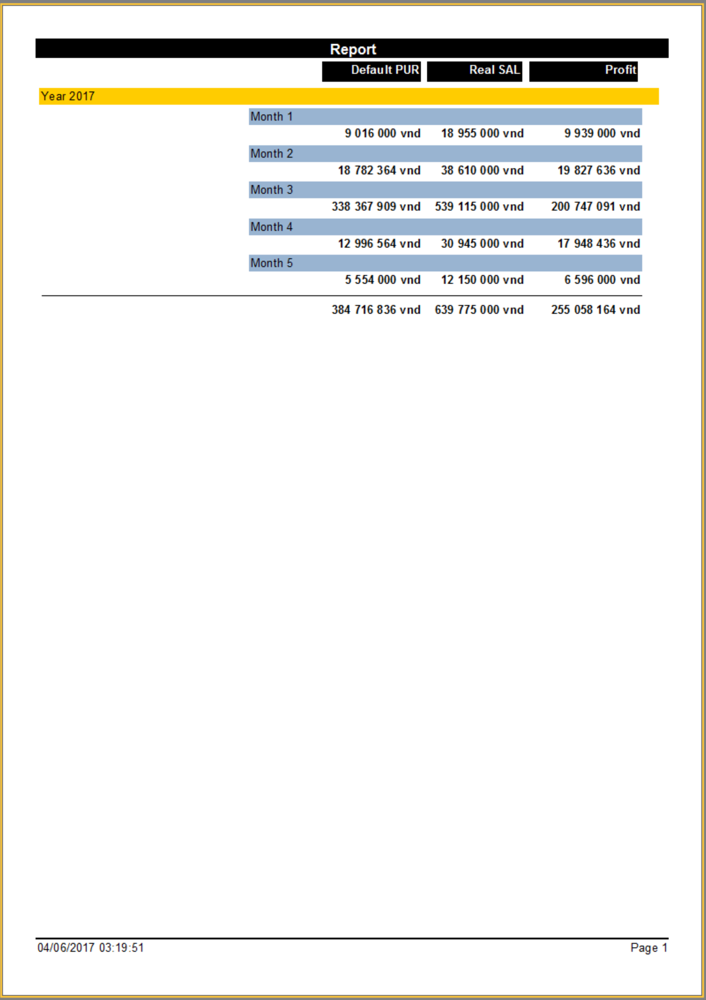 Report
Default PUR Real SAL Profit
Year 2017
Month 1
9 016 000 vnd 18 955 000 vnd 9 939 000 vnd
Month 2
18 782 364 vnd 38 610 000 vnd 19 827 636 vnd
Month 3
338 367 909 vnd 539 115 000 vnd 200 747 091 vnd
Month 4
12 996 564 vnd 30 945 000 vnd 17 948 436 vnd
Month 5
5 554 000 vnd 12 150 000 vnd 6 596 000 vnd
384 716 836 vnd 639 775 000 vnd 255 058 164 vnd
04/06/2017 03:19:51 Page 1